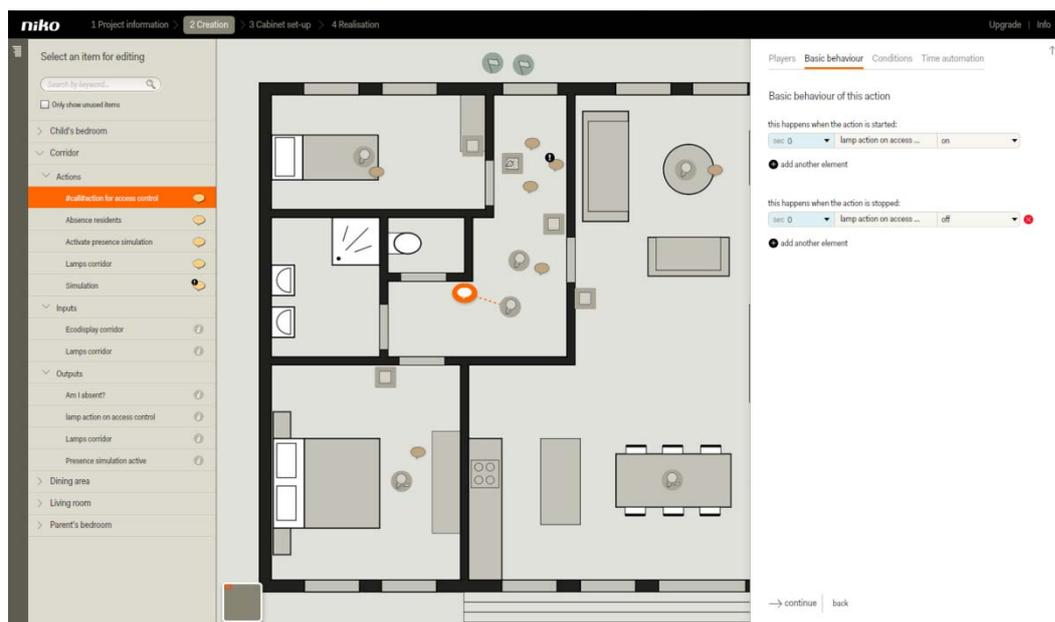 niko 1 Project information > 2 Creation > 3 Cabinet set-up > 4 Realisation Upgrade | Info
Select an item for editing
Search by keyword...
Only show unused items
Child's bedroom
Corridor
Actions
#call#action for access control
Absence residents
Activate presence simulation
Lamps corridor
Simulation
Inputs
Ecodisplay corridor
Lamps corridor
Outputs
Am I absent?
lamp action on access control
Lamps corridor
Presence simulation active
Dining area
Living room
Parent's bedroom
Players Basic behaviour Conditions Time automation
Basic behaviour of this action
this happens when the action is started:
sec 0 lamp action on access ... on
add another element
this happens when the action is stopped:
sec 0 lamp action on access ... off
add another element
continue | back